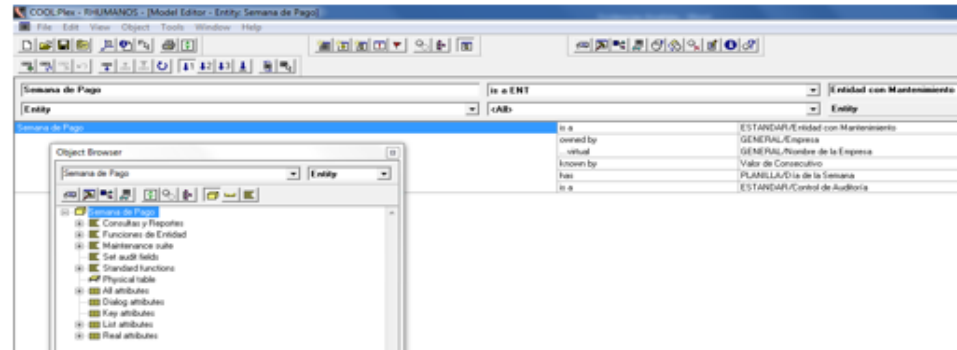 COOL:Plex - RHUMANOS - [Model Editor - Entity: Semana de Pago]
File Edit View Object Tools Window Help
Semana de Pago is a ENT Entidad con Mantenimiento
Entity <All> Entity
Semana de Pago is a ESTANDAR/Entidad con Mantenimiento
owned by GENERAL/Empresa
...virtual GENERAL/Nombre de la Empresa
known by Valor de Consecutivo
has PLANILLA/Día de la Semana
is a ESTANDAR/Control de Auditoría
Object Browser
Semana de Pago Entity
Semana de Pago
Consultas y Reportes
Funciones de Entidad
Maintenance suite
Set audit fields
Standard functions
Physical table
All attributes
Dialog attributes
Key attributes
List attributes
Real attributes